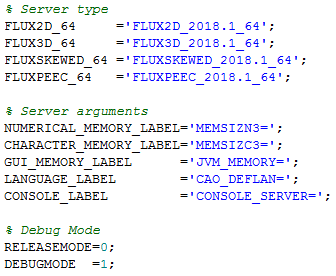 % Server type
FLUX2D_64     ='FLUX2D_2018.1_64';
FLUX3D_64     ='FLUX3D_2018.1_64';
FLUXSKEWED_64 ='FLUXSKEWED_2018.1_64';
FLUXPEEC_64   ='FLUXPEEC_2018.1_64';
% Server arguments
NUMERICAL_MEMORY_LABEL='MEMSIZN3=';
CHARACTER_MEMORY_LABEL='MEMSIZC3=';
GUI_MEMORY_LABEL      ='JVM_MEMORY=';
LANGUAGE_LABEL        ='CAO_DEFLAN=';
CONSOLE_LABEL         ='CONSOLE_SERVER=';
% Debug Mode
RELEASEMODE=0;
DEBUGMODE  =1;